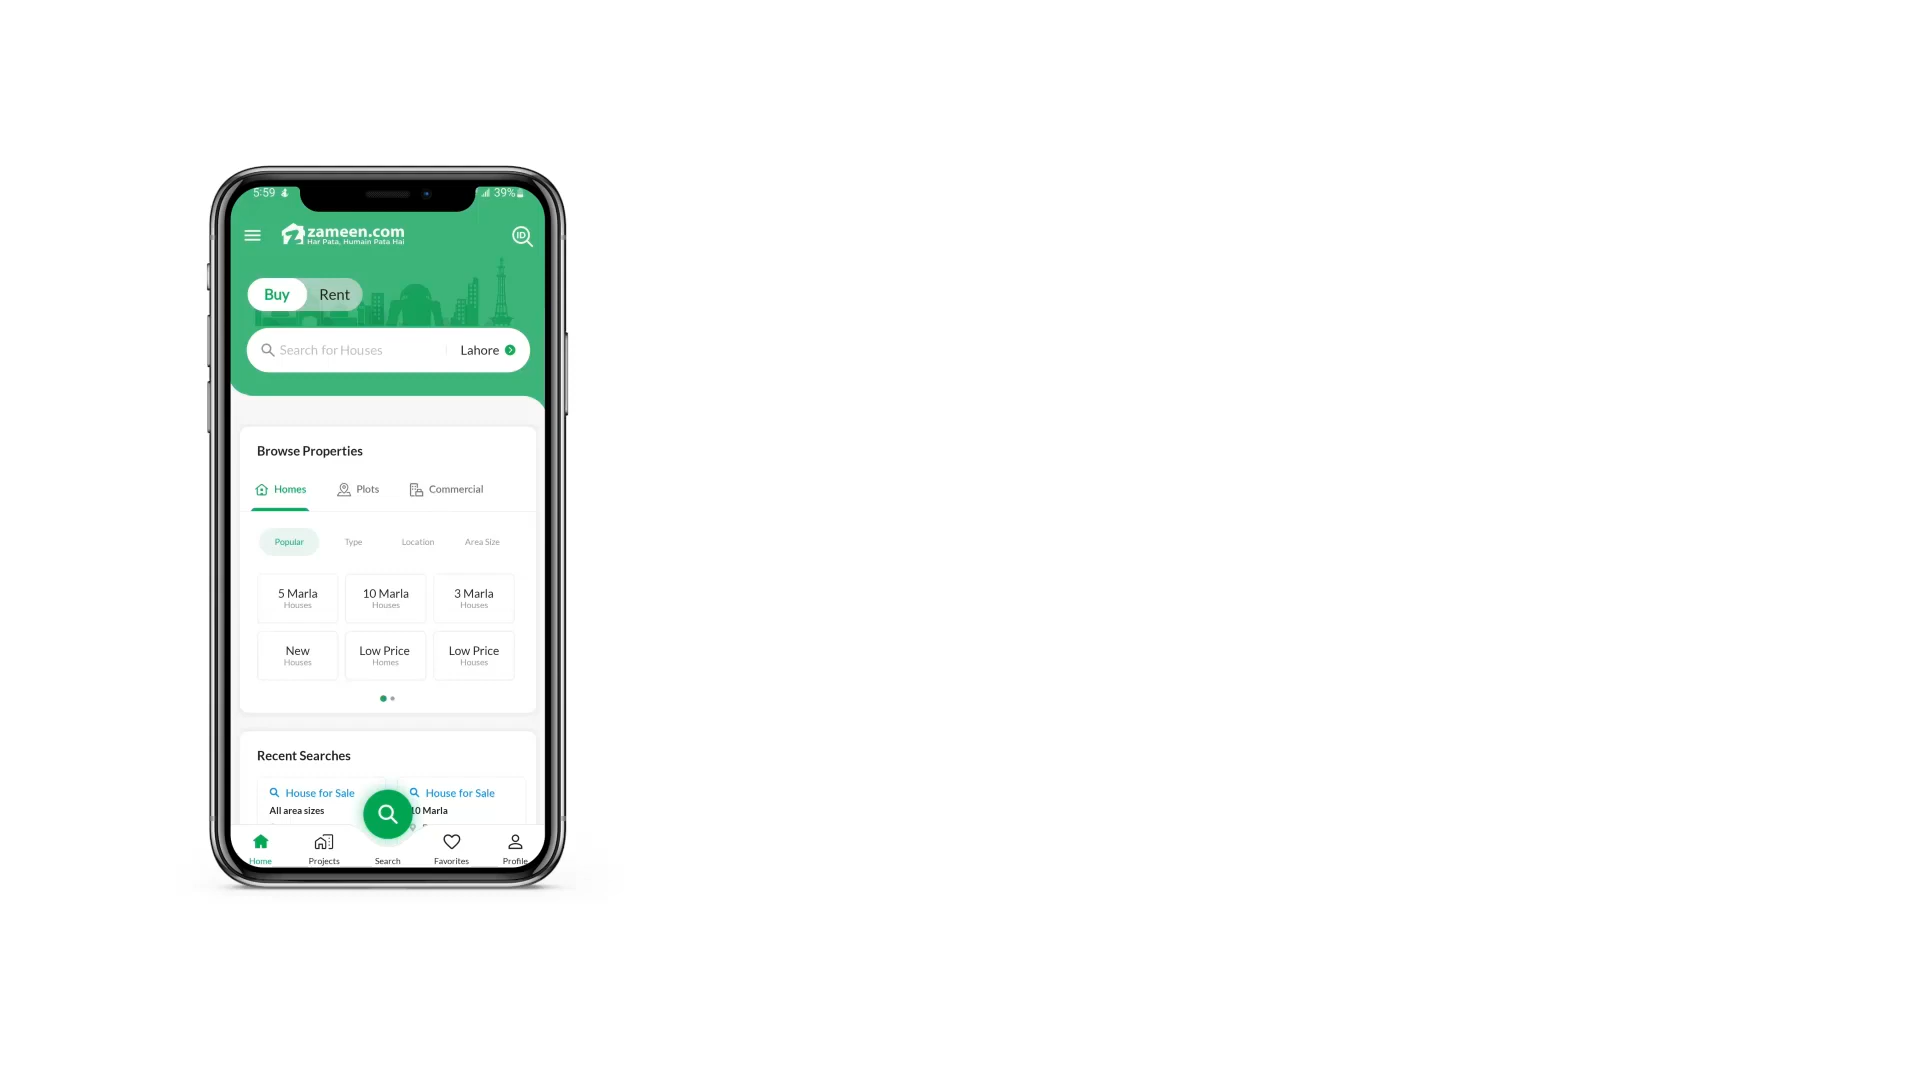 5:59 39%
zameen.com
Har Pata, Humain Pata Hai
ID
Buy Rent
Search for Houses Lahore
Browse Properties
Homes Plots Commercial
Popular Type Location Area Size
5 Marla 10 Marla 3 Marla
Houses Houses Houses
New Low Price Low Price
Houses Homes Houses
Recent Searches
House for Sale House for Sale
All area sizes 10 Marla
Home Projects Search Favorites Profile